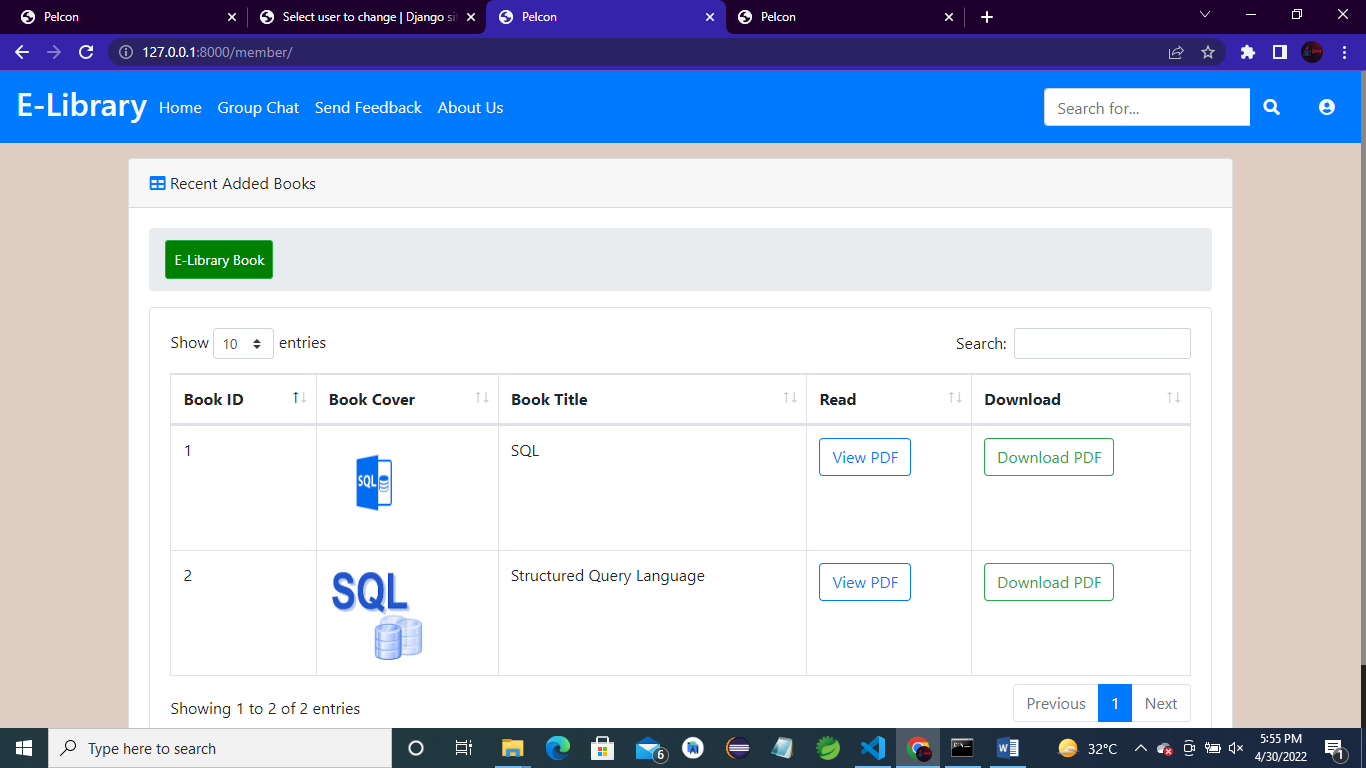 Pelcon
Select user to change | Django si
Pelcon
Pelcon
127.0.0.1:8000/member/
E-Library Home Group Chat Send Feedback About Us
Search for...
Recent Added Books
E-Library Book
Show 10 entries
Search:
Book ID Book Cover Book Title Read Download
1 SQL SQL View PDF Download PDF
2 SQL Structured Query Language View PDF Download PDF
Showing 1 to 2 of 2 entries
Previous 1 Next
Type here to search
6
32°C
5:55 PM
4/30/2022
1